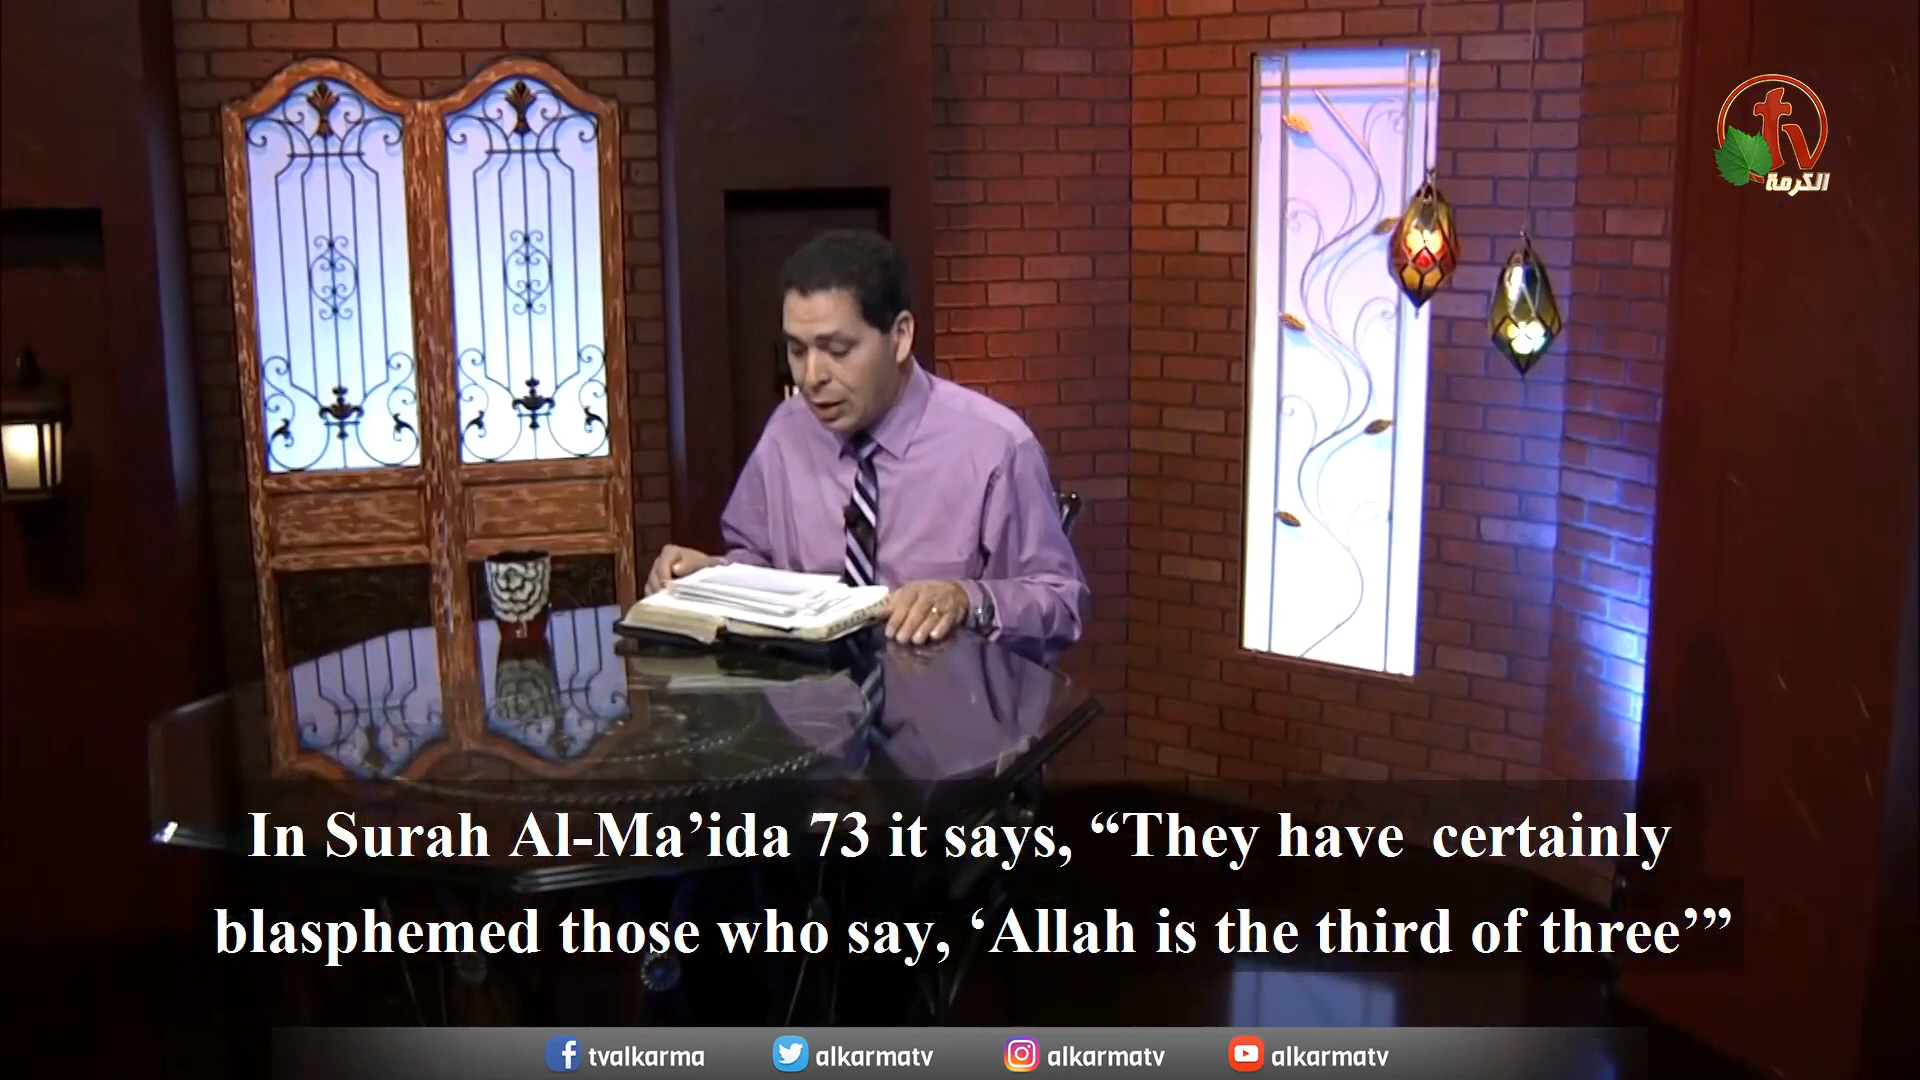 tv
الكرمة
In Surah Al-Ma’ida 73 it says, “They have certainly
blasphemed those who say, ‘Allah is the third of three’”
tvalkarma alkarmatv alkarmatv alkarmatv